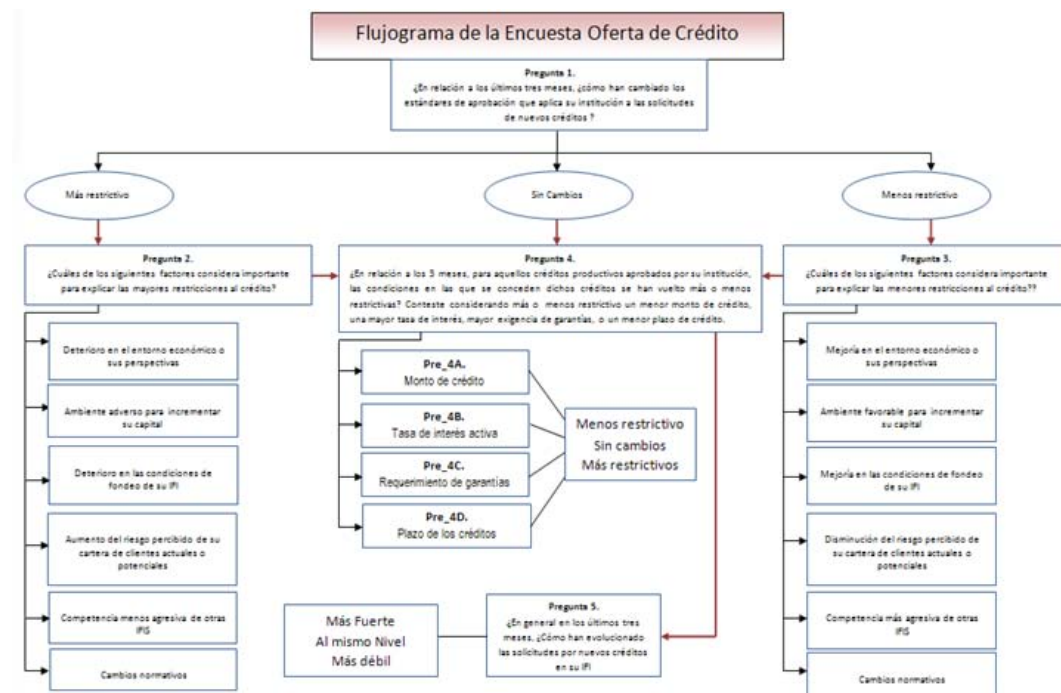 Flujograma de la Encuesta Oferta de Crédito
Pregunta 1.
¿En relación a los últimos tres meses, ¿cómo han cambiado los
estándares de aprobación que aplica su institución a las solicitudes
de nuevos créditos ?
Más restrictivo
Sin Cambios
Menos restrictivo
Pregunta 2.
¿Cuáles de los siguientes factores considera importante
para explicar las mayores restricciones al crédito?
Pregunta 4.
¿En relación a los 3 meses, para aquellos créditos productivos aprobados por su institución,
las condiciones en las que se conceden dichos créditos se han vuelto más o menos
restrictivas? Conteste considerando más o menos restrictivo un menor monto de crédito,
una mayor tasa de interés, mayor exigencia de garantías, o un menor plazo de crédito.
Pregunta 3.
¿Cuáles de los siguientes factores considera importante
para explicar las menores restricciones al crédito??
Deterioro en el entorno económico o
sus perspectivas
Ambiente adverso para incrementar
su capital
Deterioro en las condiciones de
fondeo de su IFI
Aumento del riesgo percibido de su
cartera de clientes actuales o
potenciales
Competencia menos agresiva de otras
IFIS
Cambios normativos
Pre_4A.
Monto de crédito
Pre_4B.
Tasa de interés activa
Pre_4C.
Requerimiento de garantías
Pre_4D.
Plazo de los créditos
Menos restrictivo
Sin cambios
Más restrictivos
Mejoría en el entorno económico o
sus perspectivas
Ambiente favorable para incrementar
su capital
Mejoría en las condiciones de fondeo
de su IFI
Disminución del riesgo percibido de
su cartera de clientes actuales o
potenciales
Competencia más agresiva de otras
IFIS
Cambios normativos
Pregunta 5.
¿En general en los últimos tres
meses, ¿Cómo han evolucionado
las solicitudes por nuevos créditos
en su IFI
Más Fuerte
Al mismo Nivel
Más débil